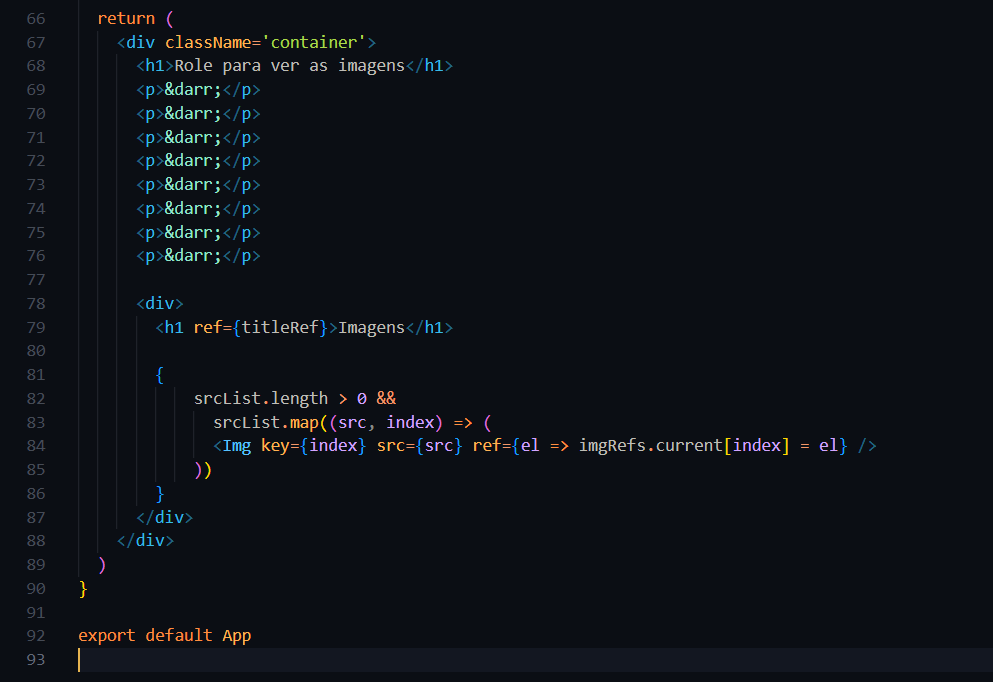 66 return (
67 <div className='container'>
68 <h1>Role para ver as imagens</h1>
69 <p>&darr;</p>
70 <p>&darr;</p>
71 <p>&darr;</p>
72 <p>&darr;</p>
73 <p>&darr;</p>
74 <p>&darr;</p>
75 <p>&darr;</p>
76 <p>&darr;</p>
77
78 <div>
79 <h1 ref={titleRef}>Imagens</h1>
80
81 {
82 srcList.length > 0 &&
83 srcList.map((src, index) => (
84 <Img key={index} src={src} ref={el => imgRefs.current[index] = el} />
85 ))
86 }
87 </div>
88 </div>
89 )
90 }
91
92 export default App
93